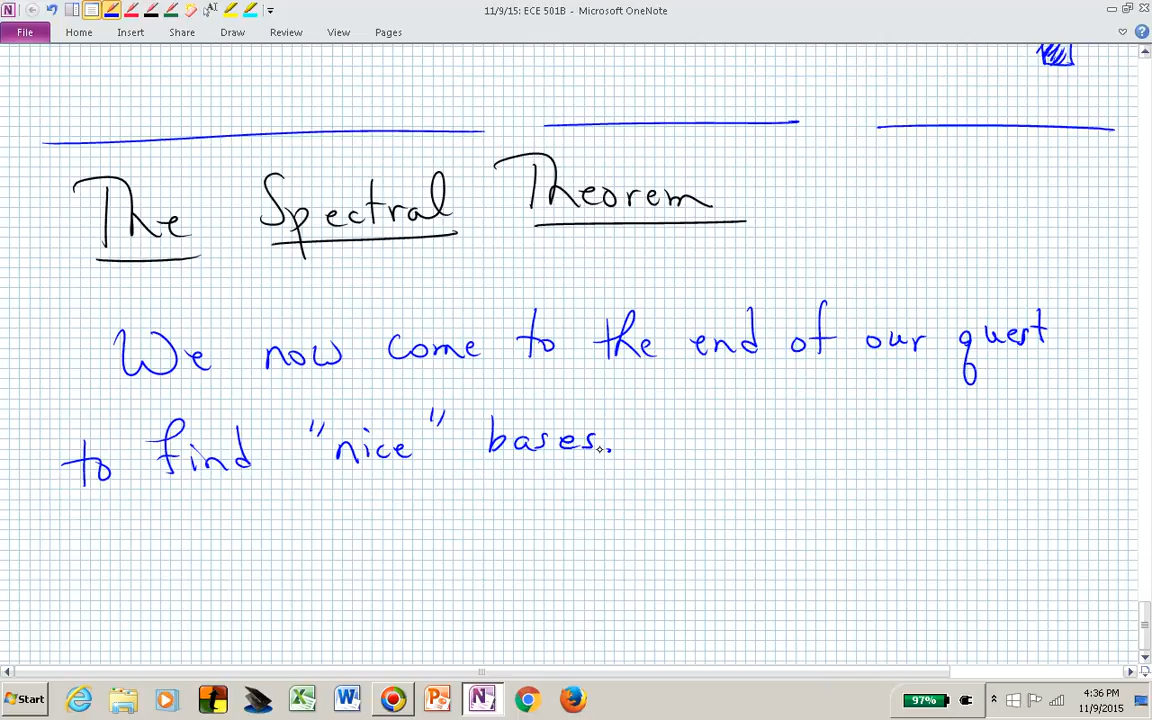 11/9/15: ECE 501B - Microsoft OneNote
File Home Insert Share Draw Review View Pages
The Spectral Theorem
We now come to the end of our quest
to find "nice" bases.
Start
97%
4:36 PM
11/9/2015